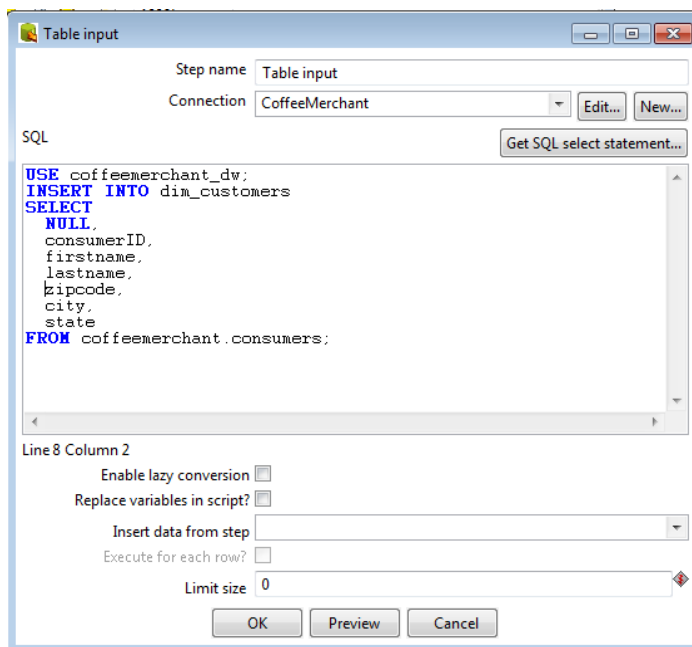 Table input
Step name Table input
Connection CoffeeMerchant Edit... New...
SQL Get SQL select statement...
USE coffeemerchant_dw;
INSERT INTO dim_customers
SELECT
NULL,
consumerID,
firstname,
lastname,
zipcode,
city,
state
FROM coffeemerchant.consumers;
Line 8 Column 2
Enable lazy conversion
Replace variables in script?
Insert data from step
Execute for each row?
Limit size 0
OK Preview Cancel